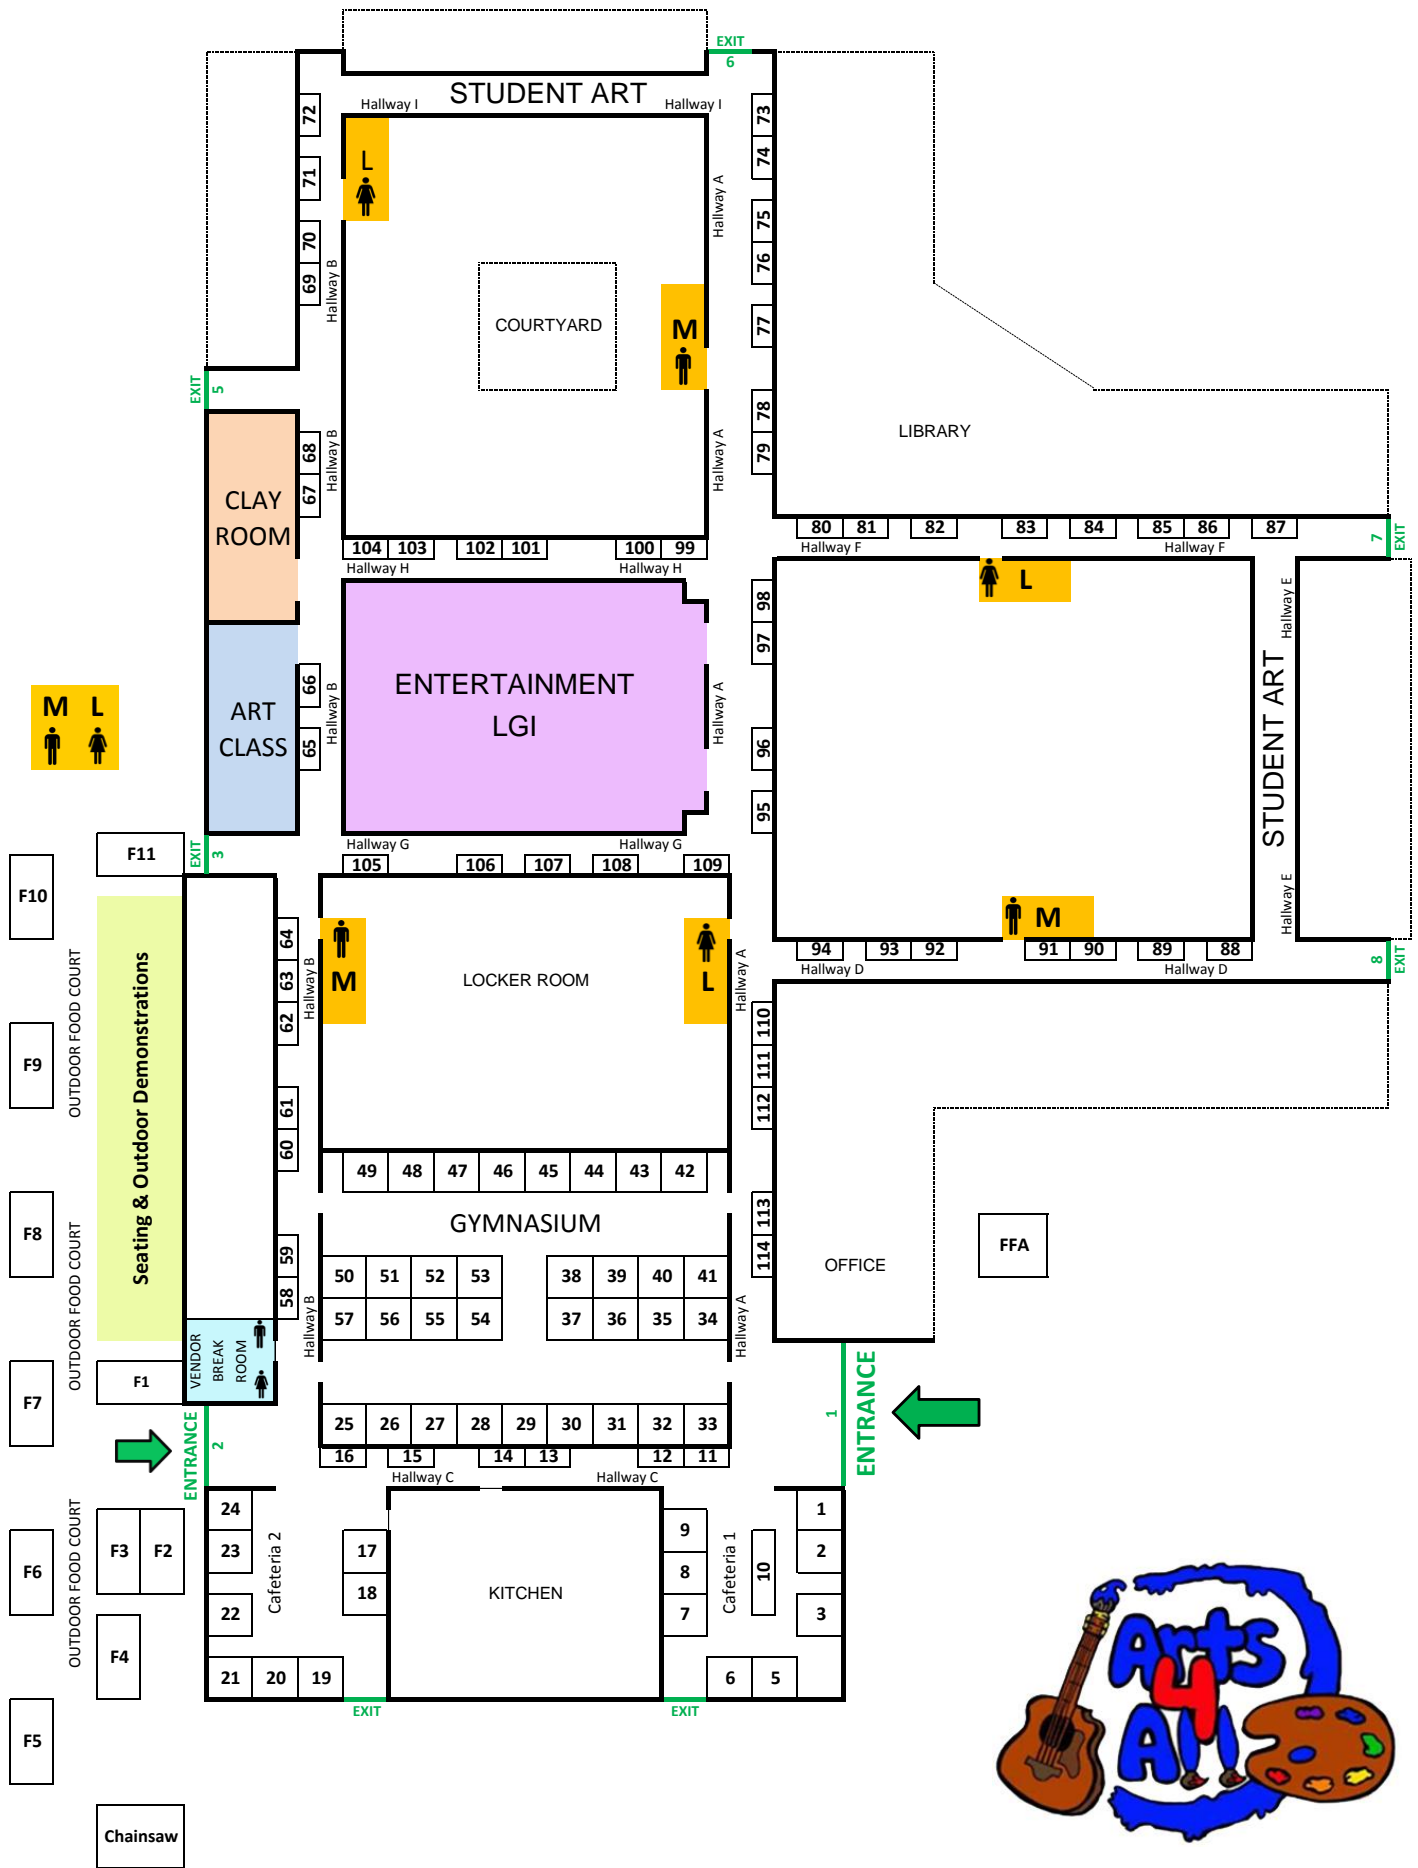 EXIT
6
STUDENT ART
Hallway I
Hallway I
72
71
70
69
Hallway B
L
Hallway A
73
74
75
76
77
COURTYARD
M
EXIT
5
78
79
LIBRARY
68
67
Hallway B
Hallway A
CLAY
ROOM
80
81
82
83
84
85
86
87
Hallway F
Hallway F
7
EXIT
104
103
102
101
100
99
Hallway H
Hallway H
L
98
97
Hallway E
ENTERTAINMENT
LGI
Hallway A
66
65
Hallway B
ART
CLASS
M L
96
95
STUDENT ART
Hallway G
Hallway G
EXIT
3
F11
F10
105
106
107
108
109
Hallway E
M
94
93
92
91
90
89
88
Hallway D
Hallway D
8
EXIT
64
63
62
Hallway B
M
LOCKER ROOM
L
Hallway A
110
111
112
OUTDOOR FOOD COURT
Seating & Outdoor Demonstrations
F9
61
60
49
48
47
46
45
44
43
42
GYMNASIUM
F8
OUTDOOR FOOD COURT
59
58
Hallway B
50
51
52
53
38
39
40
41
57
56
55
54
37
36
35
34
Hallway A
113
114
OFFICE
FFA
F7
F1
VENDOR
BREAK
ROOM
25
26
27
28
29
30
31
32
33
1
ENTRANCE
ENTRANCE
2
16
15
14
13
12
11
Hallway C
Hallway C
F6
OUTDOOR FOOD COURT
F3
F2
F4
24
23
22
21
20
19
Cafeteria 2
17
18
KITCHEN
9
8
7
Cafeteria 1
10
1
2
3
6
5
EXIT
EXIT
F5
Chainsaw
Arts
4
All